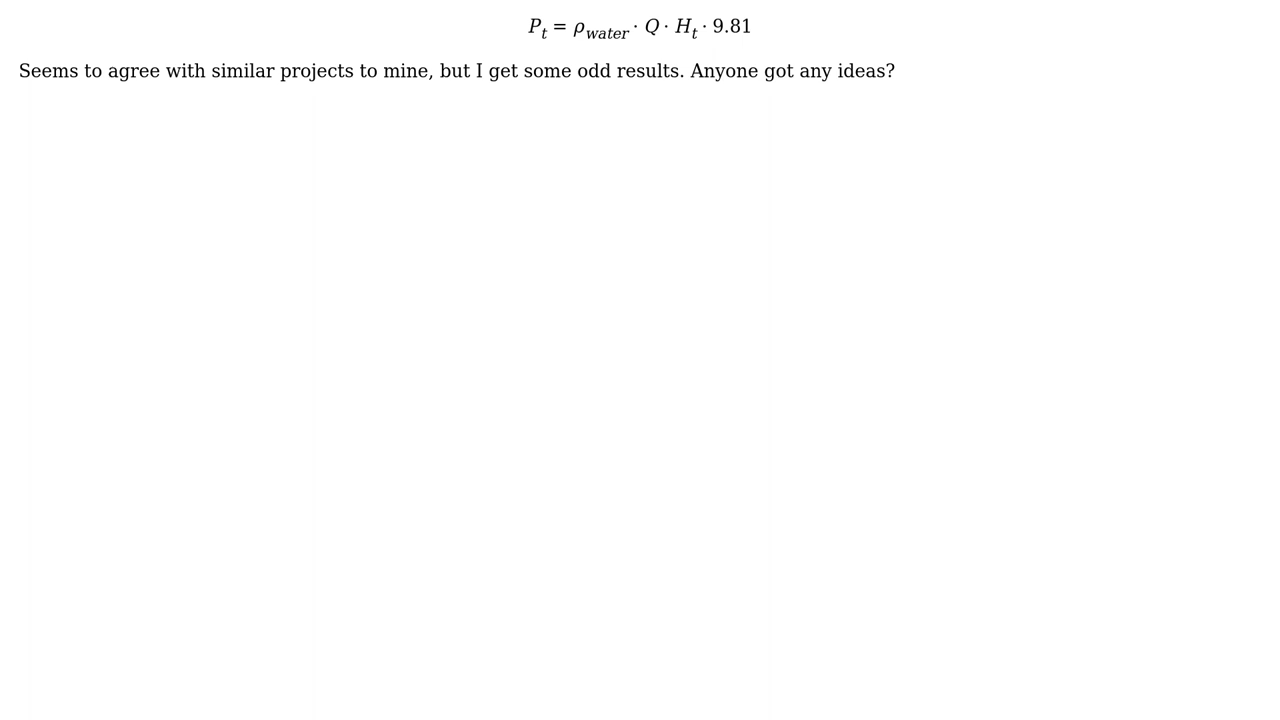 P_t = ρ_water · Q · H_t · 9.81
Seems to agree with similar projects to mine, but I get some odd results. Anyone got any ideas?